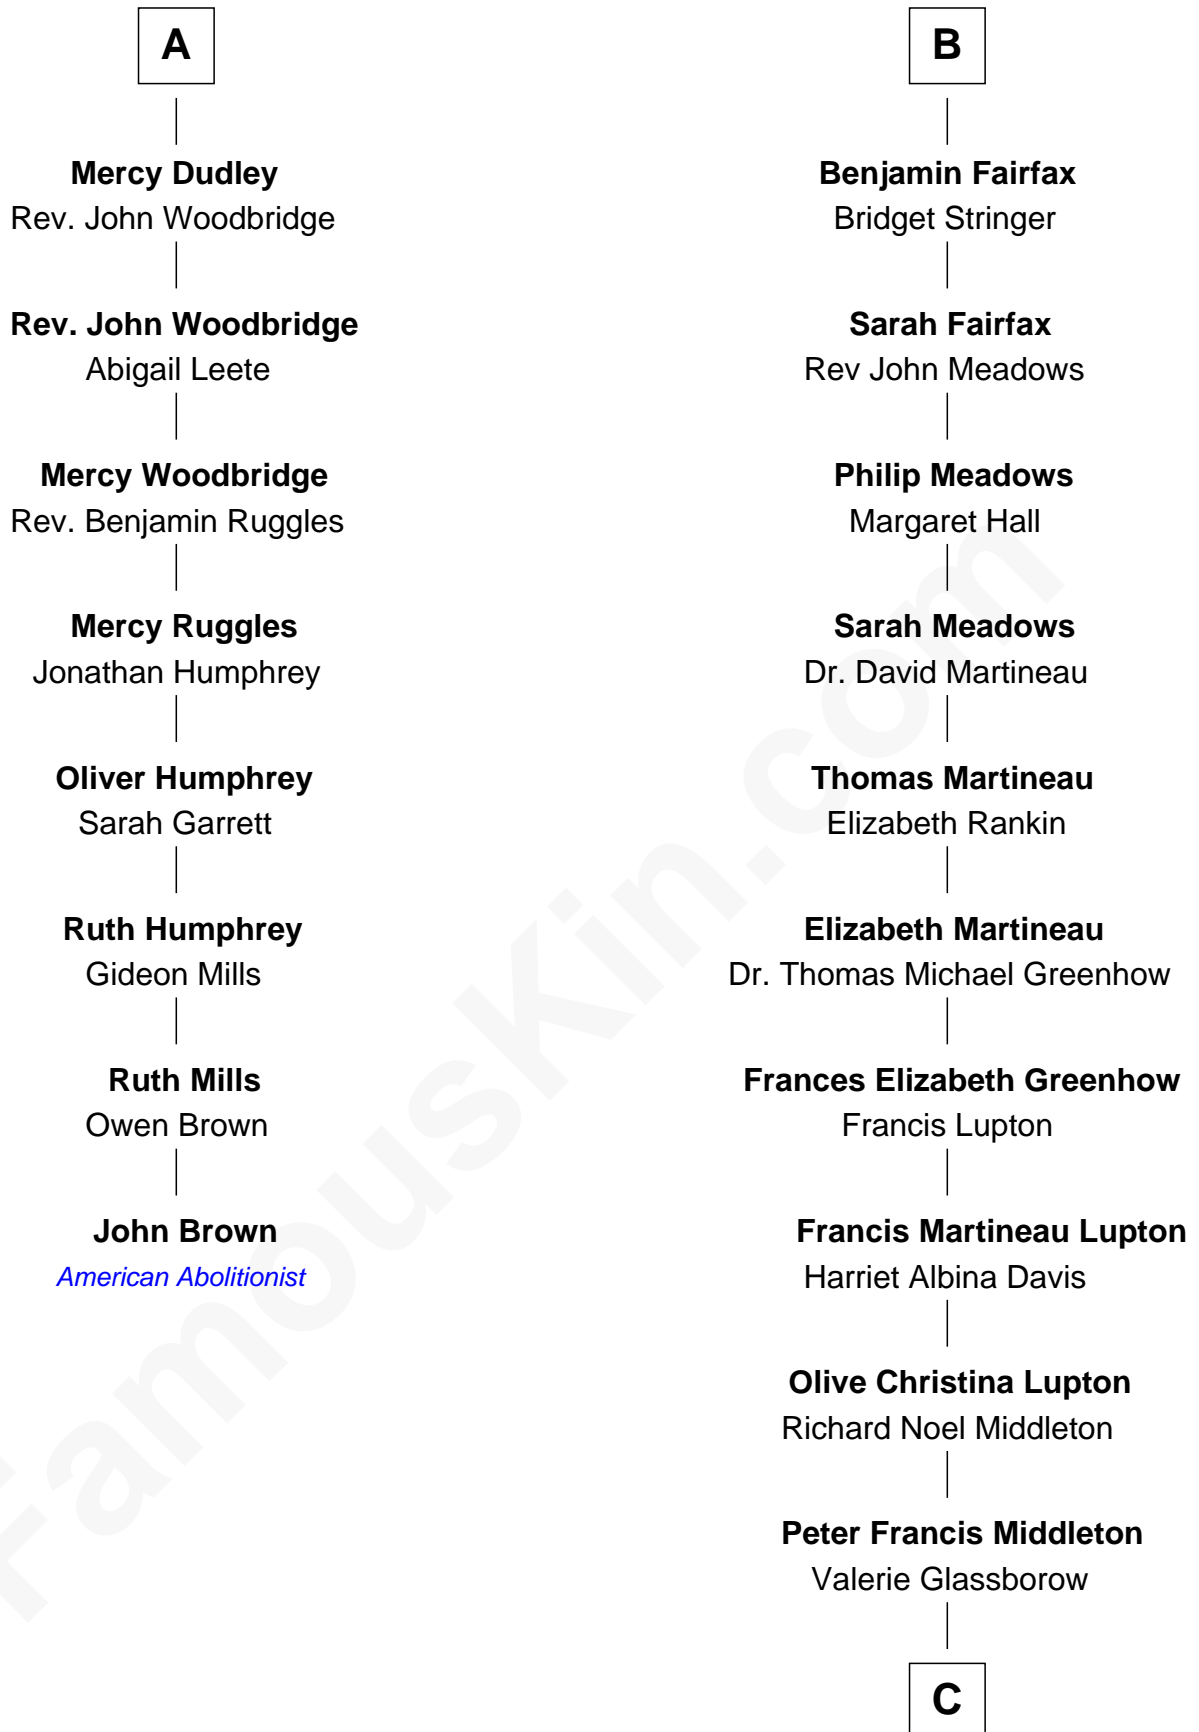 A
Mercy Dudley
Rev. John Woodbridge
Rev. John Woodbridge
Abigail Leete
Mercy Woodbridge
Rev. Benjamin Ruggles
Mercy Ruggles
Jonathan Humphrey
Oliver Humphrey
Sarah Garrett
Ruth Humphrey
Gideon Mills
Ruth Mills
Owen Brown
John Brown
American Abolitionist
B
Benjamin Fairfax
Bridget Stringer
Sarah Fairfax
Rev John Meadows
Philip Meadows
Margaret Hall
Sarah Meadows
Dr. David Martineau
Thomas Martineau
Elizabeth Rankin
Elizabeth Martineau
Dr. Thomas Michael Greenhow
Frances Elizabeth Greenhow
Francis Lupton
Francis Martineau Lupton
Harriet Albina Davis
Olive Christina Lupton
Richard Noel Middleton
Peter Francis Middleton
Valerie Glassborow
C
FamousKin.com